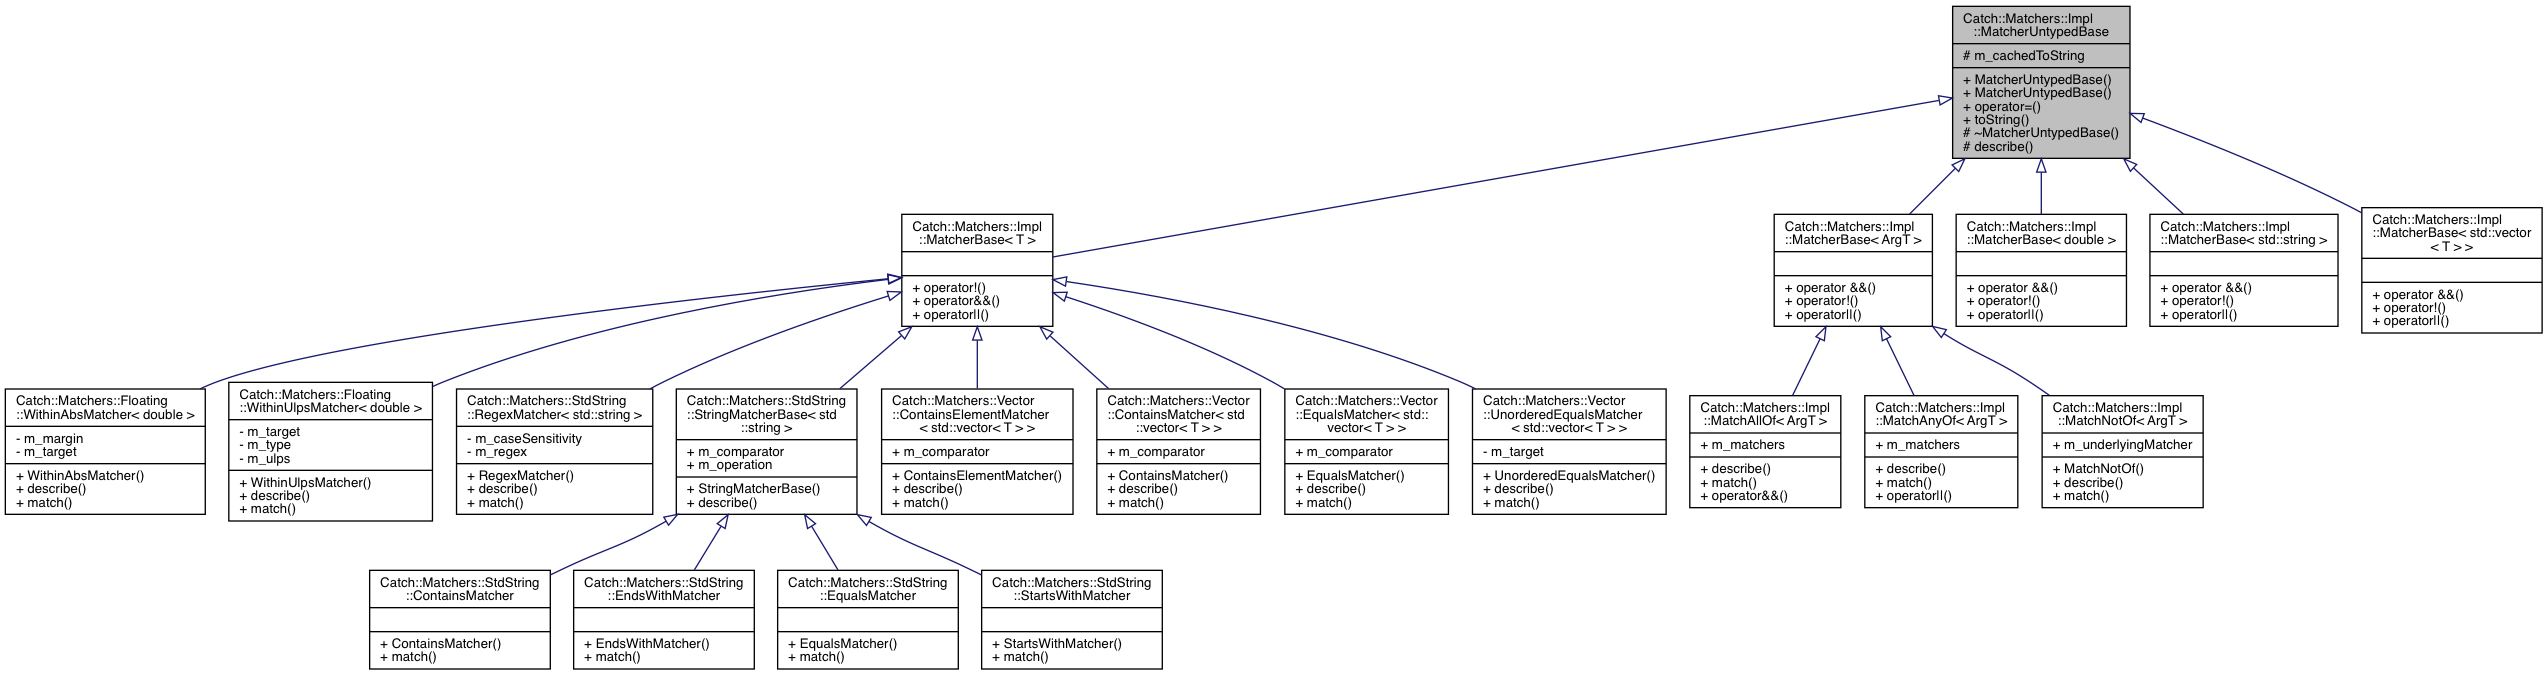 Catch::Matchers::Impl
::MatcherUntypedBase
# m_cachedToString
+ MatcherUntypedBase()
+ MatcherUntypedBase()
+ operator=()
+ toString()
# ~MatcherUntypedBase()
# describe()
Catch::Matchers::Impl
::MatcherBase< T >
+ operator!()
+ operator&&()
+ operator||()
Catch::Matchers::Impl
::MatcherBase< ArgT >
+ operator &&()
+ operator!()
+ operator||()
Catch::Matchers::Impl
::MatcherBase< double >
+ operator &&()
+ operator!()
+ operator||()
Catch::Matchers::Impl
::MatcherBase< std::string >
+ operator &&()
+ operator!()
+ operator||()
Catch::Matchers::Impl
::MatcherBase< std::vector
< T > >
+ operator &&()
+ operator!()
+ operator||()
Catch::Matchers::Floating
::WithinAbsMatcher< double >
- m_margin
- m_target
+ WithinAbsMatcher()
+ describe()
+ match()
Catch::Matchers::Floating
::WithinUlpsMatcher< double >
- m_target
- m_type
- m_ulps
+ WithinUlpsMatcher()
+ describe()
+ match()
Catch::Matchers::StdString
::RegexMatcher< std::string >
- m_caseSensitivity
- m_regex
+ RegexMatcher()
+ describe()
+ match()
Catch::Matchers::StdString
::StringMatcherBase< std
::string >
+ m_comparator
+ m_operation
+ StringMatcherBase()
+ describe()
Catch::Matchers::Vector
::ContainsElementMatcher
< std::vector< T > >
+ m_comparator
+ ContainsElementMatcher()
+ describe()
+ match()
Catch::Matchers::Vector
::ContainsMatcher< std
::vector< T > >
+ m_comparator
+ ContainsMatcher()
+ describe()
+ match()
Catch::Matchers::Vector
::EqualsMatcher< std::
vector< T > >
+ m_comparator
+ EqualsMatcher()
+ describe()
+ match()
Catch::Matchers::Vector
::UnorderedEqualsMatcher
< std::vector< T > >
- m_target
+ UnorderedEqualsMatcher()
+ describe()
+ match()
Catch::Matchers::Impl
::MatchAllOf< ArgT >
+ m_matchers
+ describe()
+ match()
+ operator&&()
Catch::Matchers::Impl
::MatchAnyOf< ArgT >
+ m_matchers
+ describe()
+ match()
+ operator||()
Catch::Matchers::Impl
::MatchNotOf< ArgT >
+ m_underlyingMatcher
+ MatchNotOf()
+ describe()
+ match()
Catch::Matchers::StdString
::ContainsMatcher
+ ContainsMatcher()
+ match()
Catch::Matchers::StdString
::EndsWithMatcher
+ EndsWithMatcher()
+ match()
Catch::Matchers::StdString
::EqualsMatcher
+ EqualsMatcher()
+ match()
Catch::Matchers::StdString
::StartsWithMatcher
+ StartsWithMatcher()
+ match()